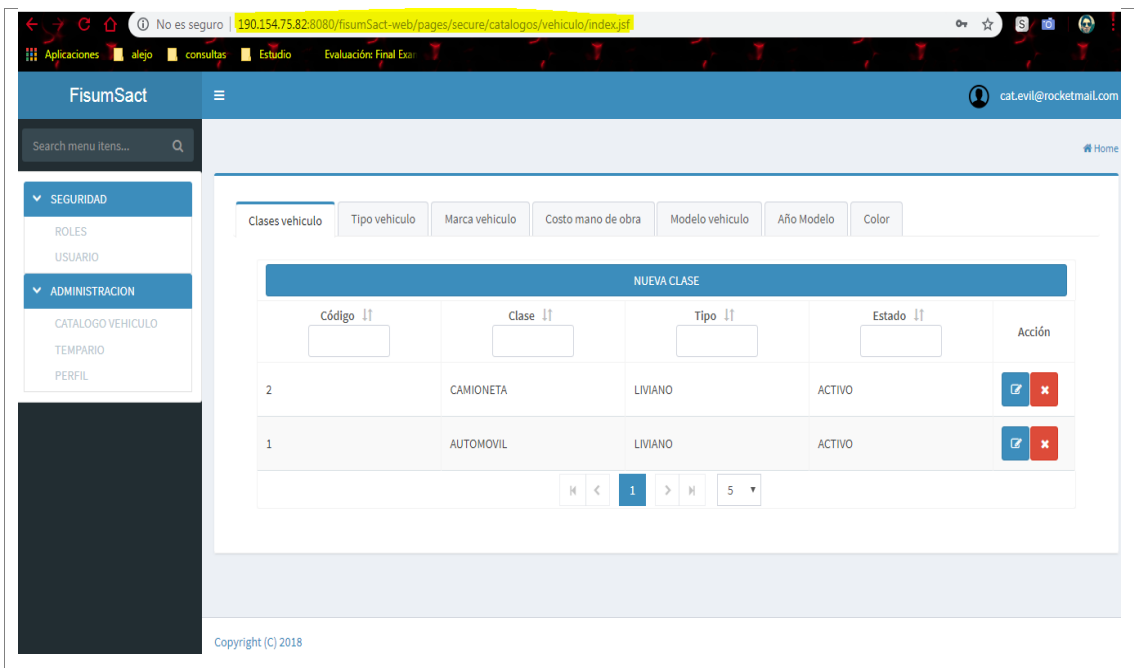 No es seguro | 190.154.75.82:8080/fisumSact-web/pages/secure/catalogos/vehiculo/index.jsf
Aplicaciones alejo consultas Estudio Evaluación: Final Exa
FisumSact
cat.evil@rocketmail.com
Search menu itens...
Home
SEGURIDAD
ROLES
USUARIO
ADMINISTRACION
CATALOGO VEHICULO
TEMPARIO
PERFIL
Clases vehiculo Tipo vehiculo Marca vehiculo Costo mano de obra Modelo vehiculo Año Modelo Color
NUEVA CLASE
Código Clase Tipo Estado Acción
2 CAMIONETA LIVIANO ACTIVO
1 AUTOMOVIL LIVIANO ACTIVO
1 5
Copyright (C) 2018